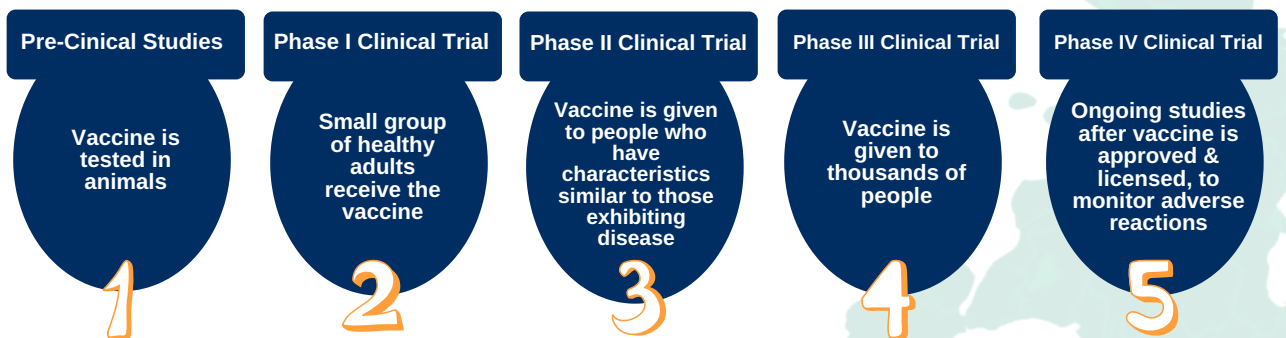 Pre-Cinical Studies
Vaccine is
tested in
animals
1
Phase I Clinical Trial
Small group
of healthy
adults
receive the
vaccine
2
Phase II Clinical Trial
Vaccine is given
to people who
have
characteristics
similar to those
exhibiting
disease
3
Phase III Clinical Trial
Vaccine is
given to
thousands of
people
4
Phase IV Clinical Trial
Ongoing studies
after vaccine is
approved &
licensed, to
monitor adverse
reactions
5